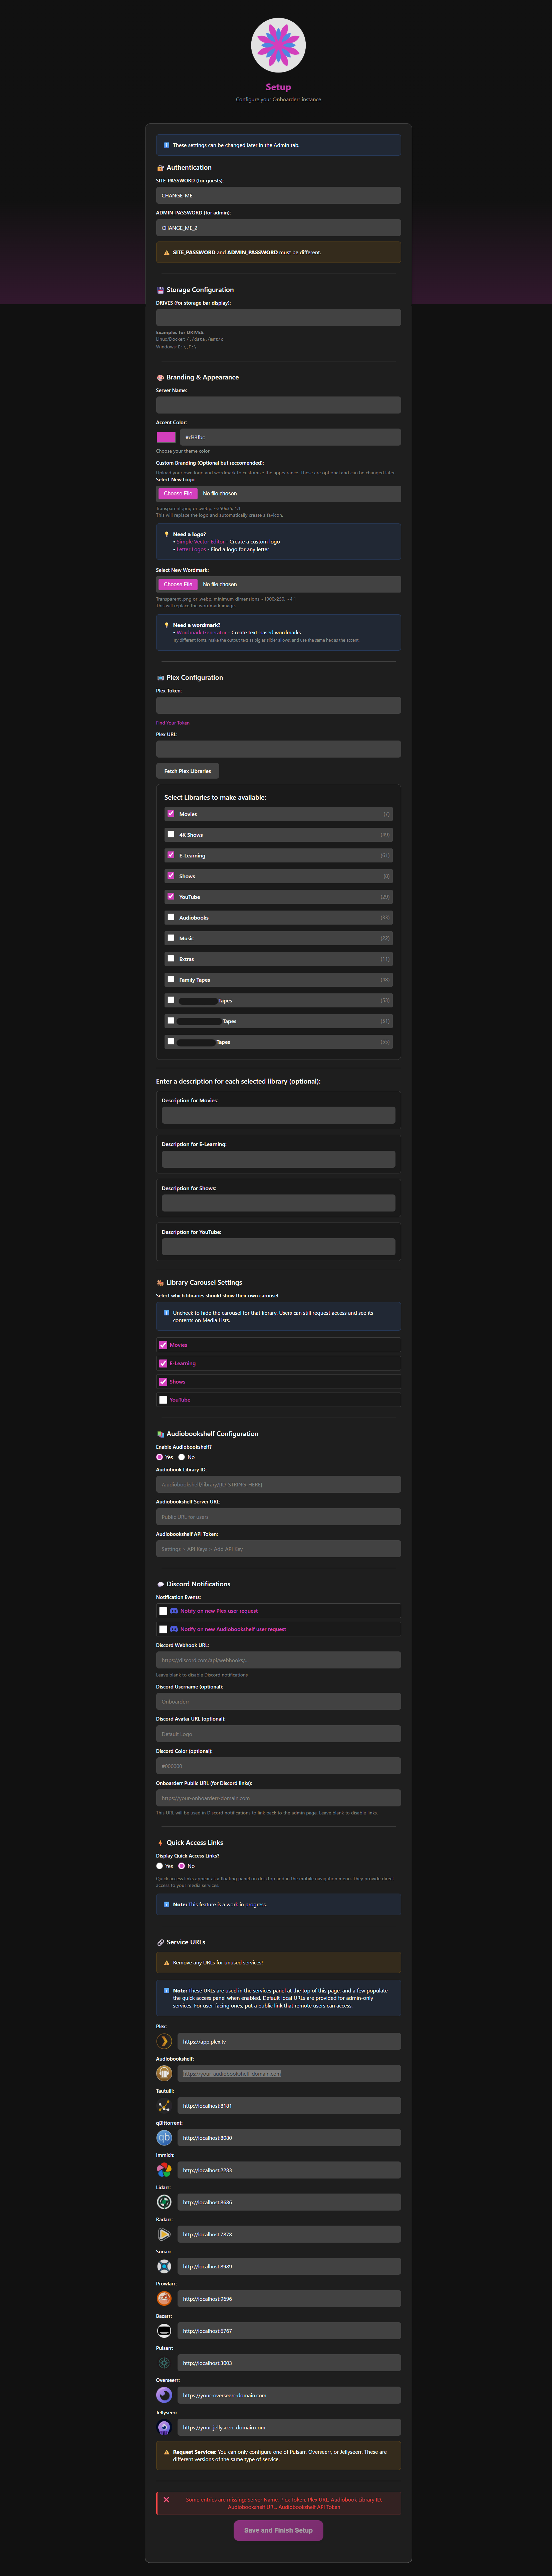 Setup
Configure your Onboarderr instance
These settings can be changed later in the Admin tab.
Authentication
SITE_PASSWORD (for guests):
CHANGE_ME
ADMIN_PASSWORD (for admin):
CHANGE_ME_2
SITE_PASSWORD and ADMIN_PASSWORD must be different.
Storage Configuration
DRIVES (for storage bar display):
Examples for DRIVES:
Linux/Docker:
Windows:
Branding & Appearance
Server Name:
Accent Color:
#d33fbc
Choose your theme color
Custom Branding (Optional but reccomended):
Upload your own logo and wordmark to customize the appearance. These are optional and can be changed later.
Select New Logo:
Choose File No file chosen
Transparent .png or .webp,
This will replace the logo and automatically create a favicon.
Need a logo?
• Simple Vector Editor - Create a custom logo
• Letter Logos - Find a logo for any letter
Select New Wordmark:
Choose File No file chosen
Transparent .png or .webp, minimum dimensions ~1000x250, ~4:1
This will replace the wordmark image.
Need a wordmark?
• Wordmark Generator - Create text-based wordmarks
Try different fonts, make the output text as big as slider allows, and use the same hex as the accent.
Plex Configuration
Plex Token:
Find Your Token
Plex URL:
Fetch Plex Libraries
Select Libraries to make available:
Movies [7]
4K Shows [49]
E-Learning
Shows
YouTube [29]
Audiobooks
Music [22]
Extras
Family Tapes
Tapes
Tapes
Tapes
Enter a description for each selected library (optional):
Description for Movies:
Description for E-Learning:
Description for Shows:
Description for YouTube:
Library Carousel Settings
Select which libraries should show their own carousel:
Uncheck to hide the carousel for that library. Users can still request access and see its
contents on Media Lists.
Movies
E-Learning
Shows
YouTube
Audiobookshelf Configuration
Enable Audiobookshelf?
Yes No
Audiobook Library ID:
/audiobookshelf/library/[ID_STRING_HERE]
Audiobookshelf Server URL:
Public URL for users
Audiobookshelf API Token:
Settings > API Keys > Add API Key
Discord Notifications
Notification Events:
Notify on new Plex user request
Notify on new Audiobookshelf user request
Discord Webhook URL:
https://discord.com/api/webhooks/...
Leave blank to disable Discord notifications
Discord Username (optional):
Onboarderr
Discord Avatar URL (optional):
Default Logo
Discord Color (optional):
#000000
Onboarderr Public URL (for Discord links):
https://your-onboarderr-domain.com
This URL will be used in Discord notifications to link back to the admin page. Leave blank to disable links.
Quick Access Links
Display Quick Access Links?
Yes No
Quick access links appear as a floating panel on desktop and in the mobile navigation menu. They provide direct
access to your media services.
Note: This feature is a work in progress.
Service URLs
Remove any URLs for unused services!
Note: These URLs are used in the services panel at the top of this page, and a few populate
the quick access panel when enabled. Default local URLs are provided for admin-only
services. For user-facing ones, put a public link that remote users can access.
Plex:
https://app.plex.tv
Audiobookshelf:
https://your-audiobookshelf-domain.com
Tautulli:
http://localhost:8181
qBittorrent:
http://localhost:8080
Immich:
http://localhost:2283
Lidarr:
http://localhost:8686
Radarr:
http://localhost:7878
Sonarr:
http://localhost:8989
Prowlarr:
http://localhost:9696
Bazarr:
http://localhost:6767
Pulsarr:
http://localhost:3003
Overseerr:
https://your-overseerr-domain.com
Jellyseerr:
https://your-jellyseerr-domain.com
Request Services: You can only configure one of Pulsarr, Overseerr, or Jellyseerr. These are
different versions of the same type of service.
Some entries are missing: Server Name, Plex Token, Plex URL, Audiobook Library ID,
Audiobookshelf URL, Audiobookshelf API Token
Save and Finish Setup